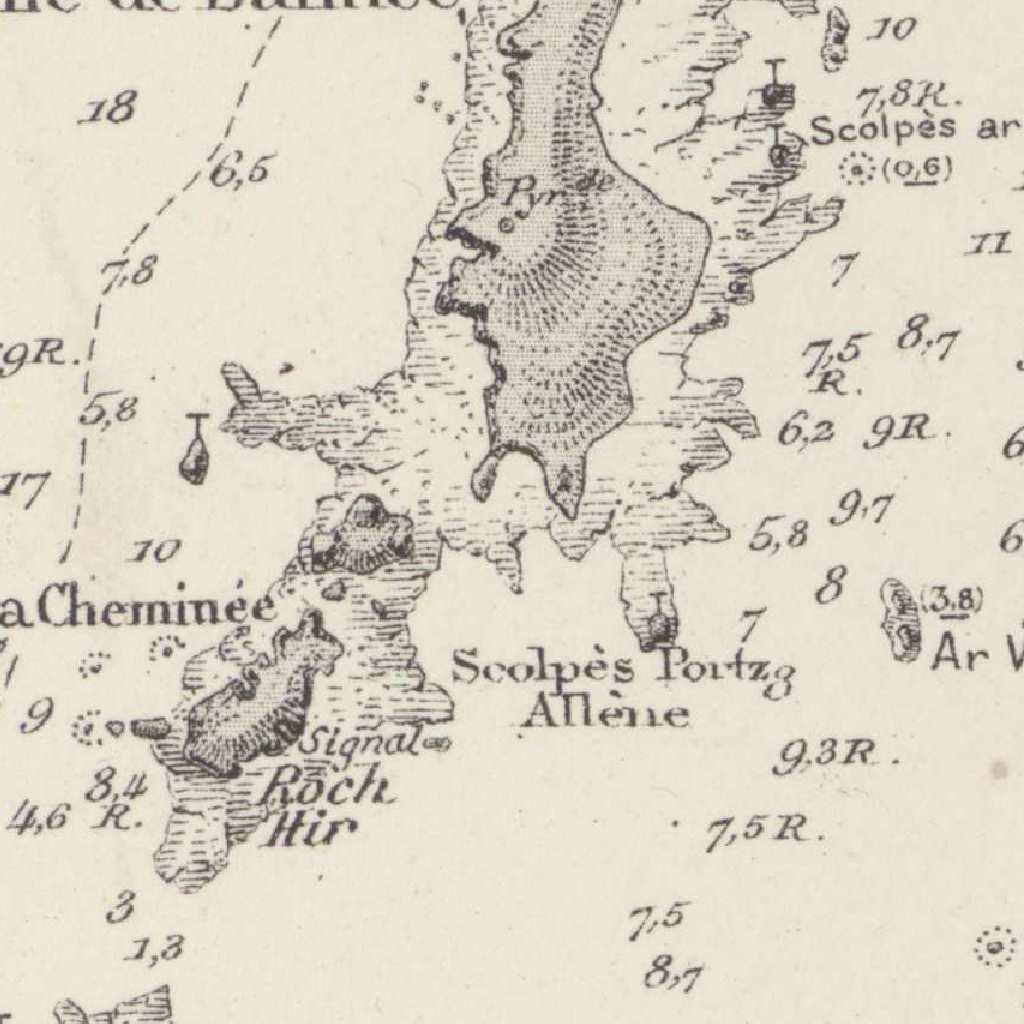 10
18
7,8R.
Scolpès ar
6,5
(0,6)
Pyr de
11
7,8
7
9R.
7,5
R.
8,7
5,8
6,2
9R.
17
9,7
5,8
10
8
(3,8)
Cheminée
7
Ar
Scolpès Portzg
Allène
9
Signal
9,3R.
8,4
R.
Roch
Hir
4,6
7,5R.
3
7,5
1,3
8,7